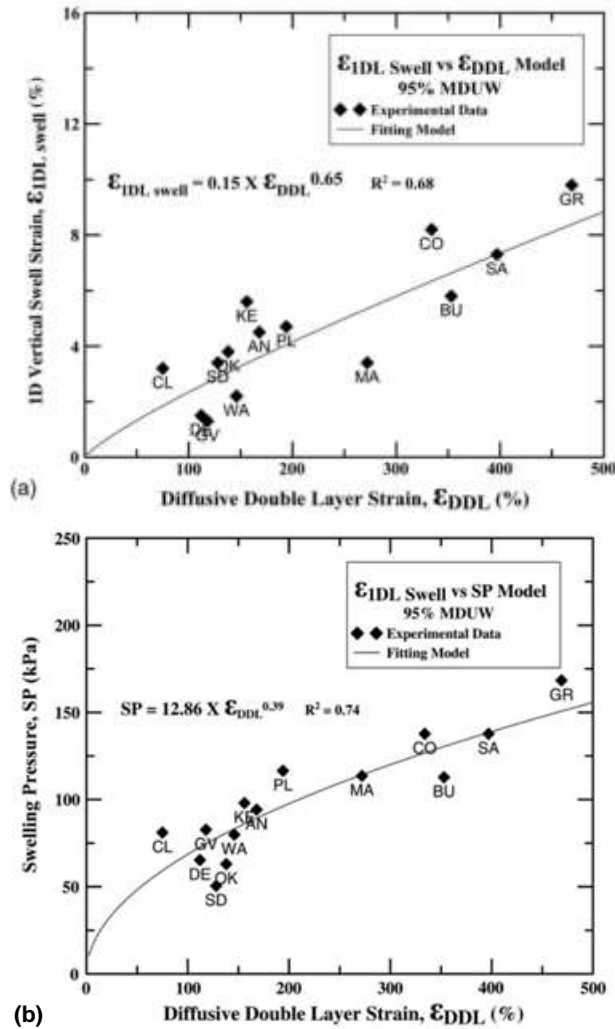 16
12
8
4
0
0 100 200 300 400 500
1D Vertical Swell Strain, ε1DL swell (%)
ε1DL Swell vs εDDL Model
95% MDUW
Experimental Data
Fitting Model
ε1DL swell = 0.15 X εDDL0.65 R2 = 0.68
GR
CO
SA
BU
KE
AN
PL
OK
SD
CL
MA
WA
DE
GV
(a)
Diffusive Double Layer Strain, εDDL (%)
250
200
150
100
50
0
0 100 200 300 400 500
Swelling Pressure, SP (kPa)
ε1DL Swell vs SP Model
95% MDUW
Experimental Data
Fitting Model
SP = 12.86 X εDDL0.39 R2 = 0.74
GR
CO
SA
PL
MA
BU
KE
AN
CL
GV
WA
DE
OK
SD
(b)
Diffusive Double Layer Strain, εDDL (%)